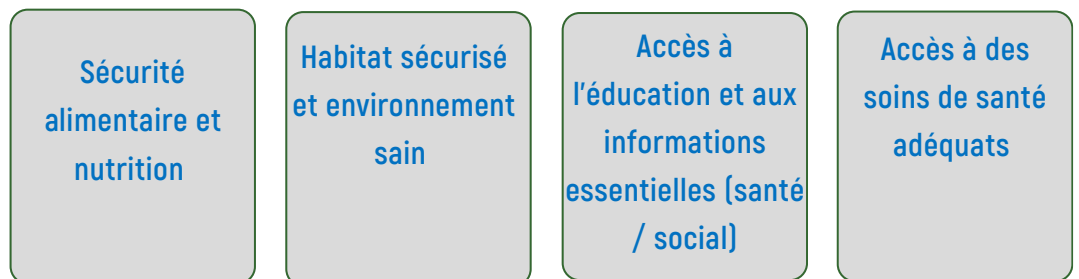 Sécurité
alimentaire et
nutrition
Habitat sécurisé
et environnement
sain
Accès à
l'éducation et aux
informations
essentielles (santé
/ social)
Accès à des
soins de santé
adéquats